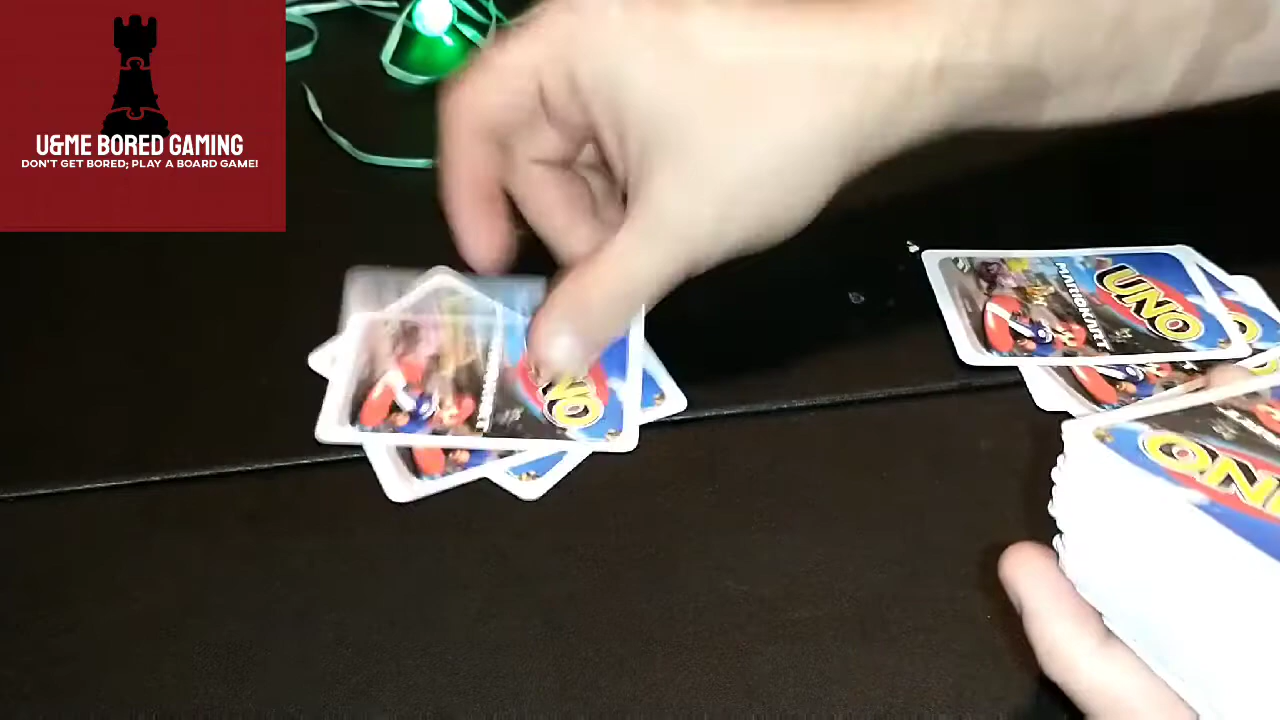 U&ME BORED GAMING
DON'T GET BORED; PLAY A BOARD GAME!
MARIOKART
UNO
UNO
UNO